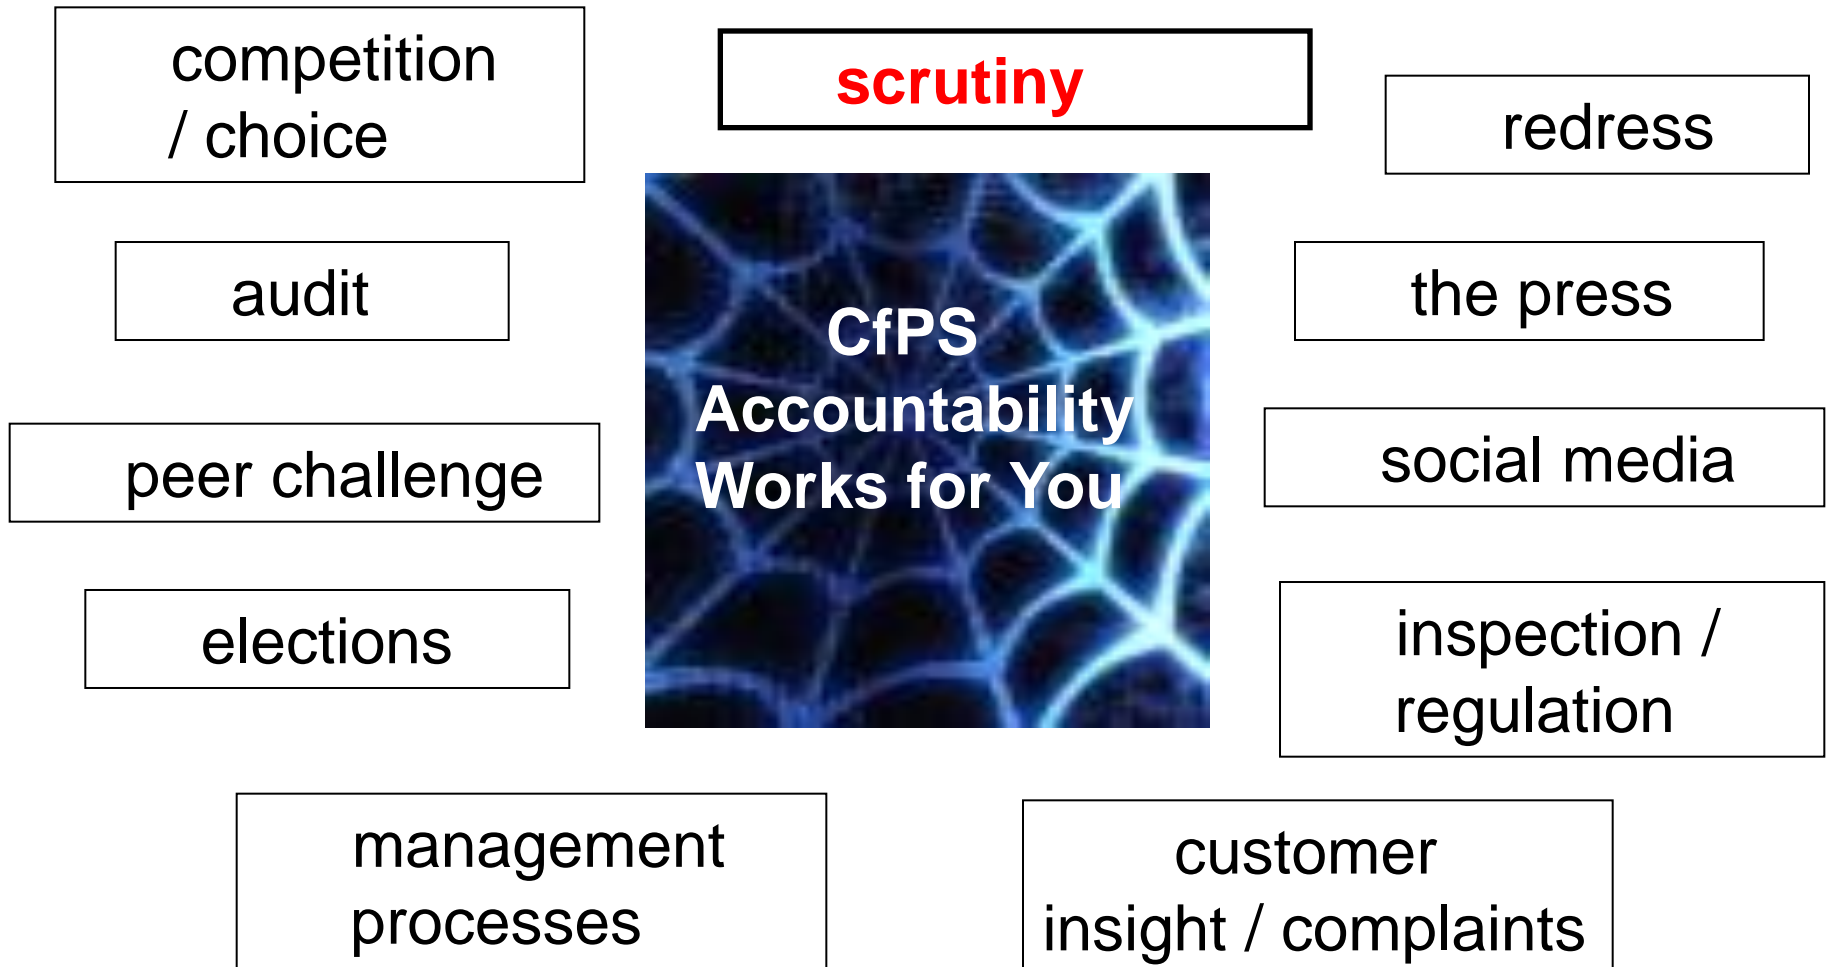 competition
/ choice
scrutiny
redress
audit
the press
CfPS
Accountability
Works for You
peer challenge
social media
elections
inspection /
regulation
management
processes
customer
insight / complaints